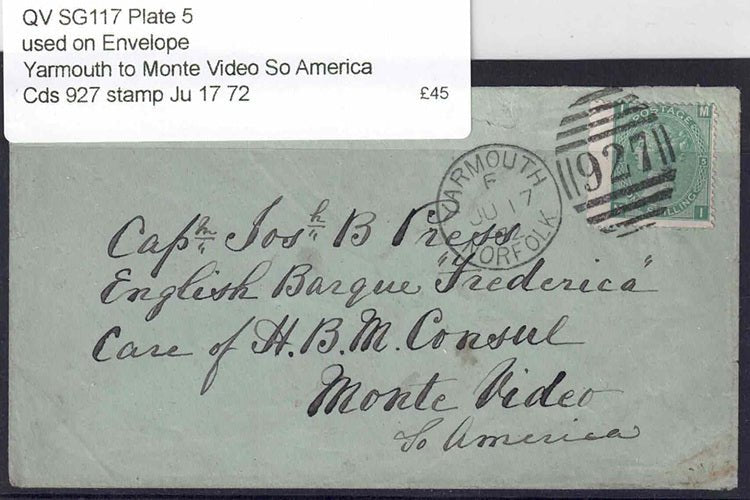 QV SG117 Plate 5
used on Envelope
Yarmouth to Monte Video So America
Cds 927 stamp Ju 17 72
£45
YARMOUTH
F
JU 17
72
NORFOLK
927
POSTAGE
M
5
SHILLING
I
Capᵗⁿ Josʰ B Press
English Barque "Frederica"
Care of H.B.M. Consul
Monte Video
So America